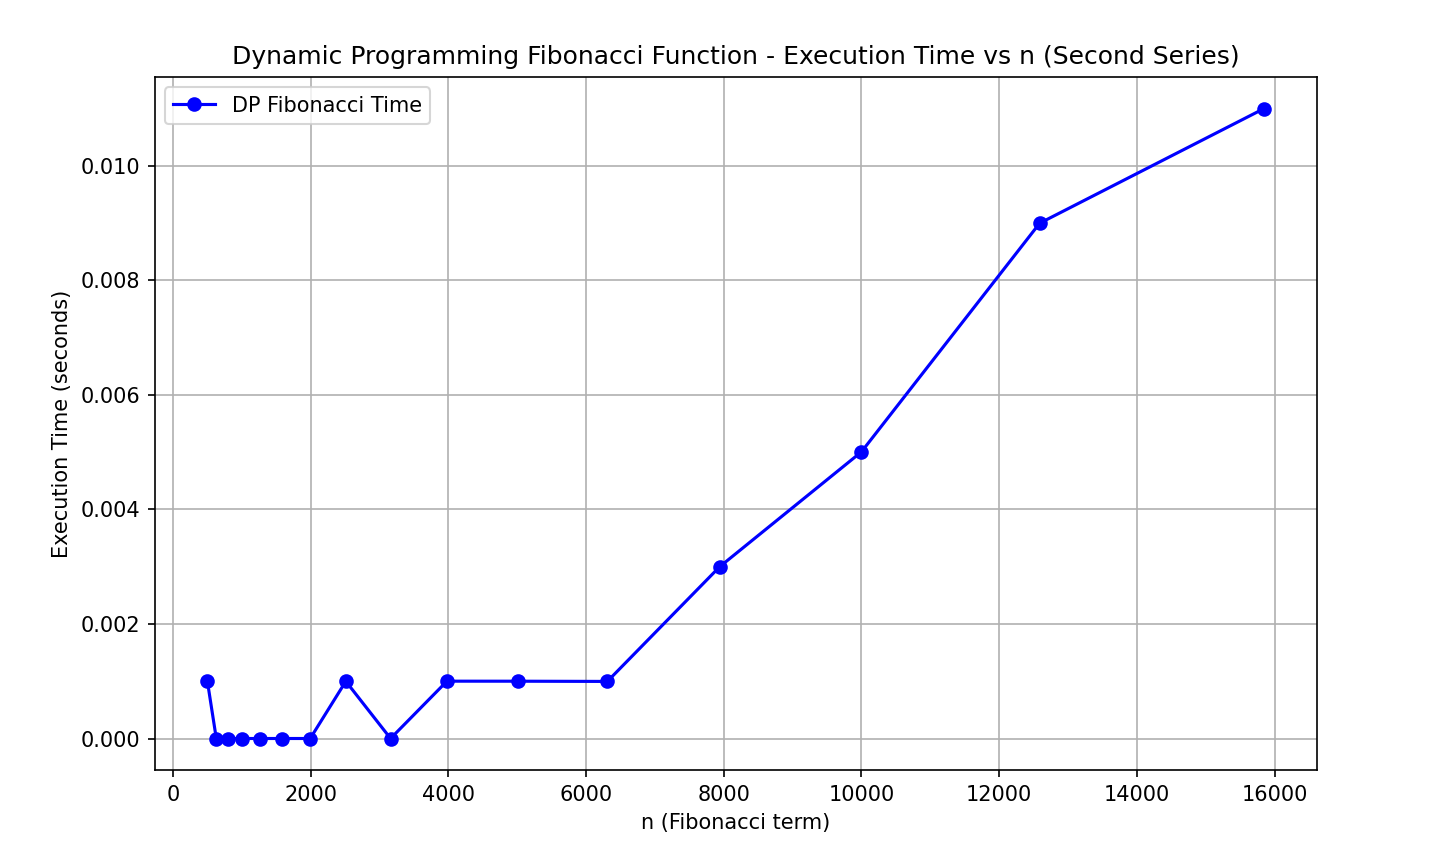 Dynamic Programming Fibonacci Function - Execution Time vs n (Second Series)
DP Fibonacci Time
0.010
0.008
0.006
0.004
0.002
0.000
Execution Time (seconds)
0 2000 4000 6000 8000 10000 12000 14000 16000
n (Fibonacci term)